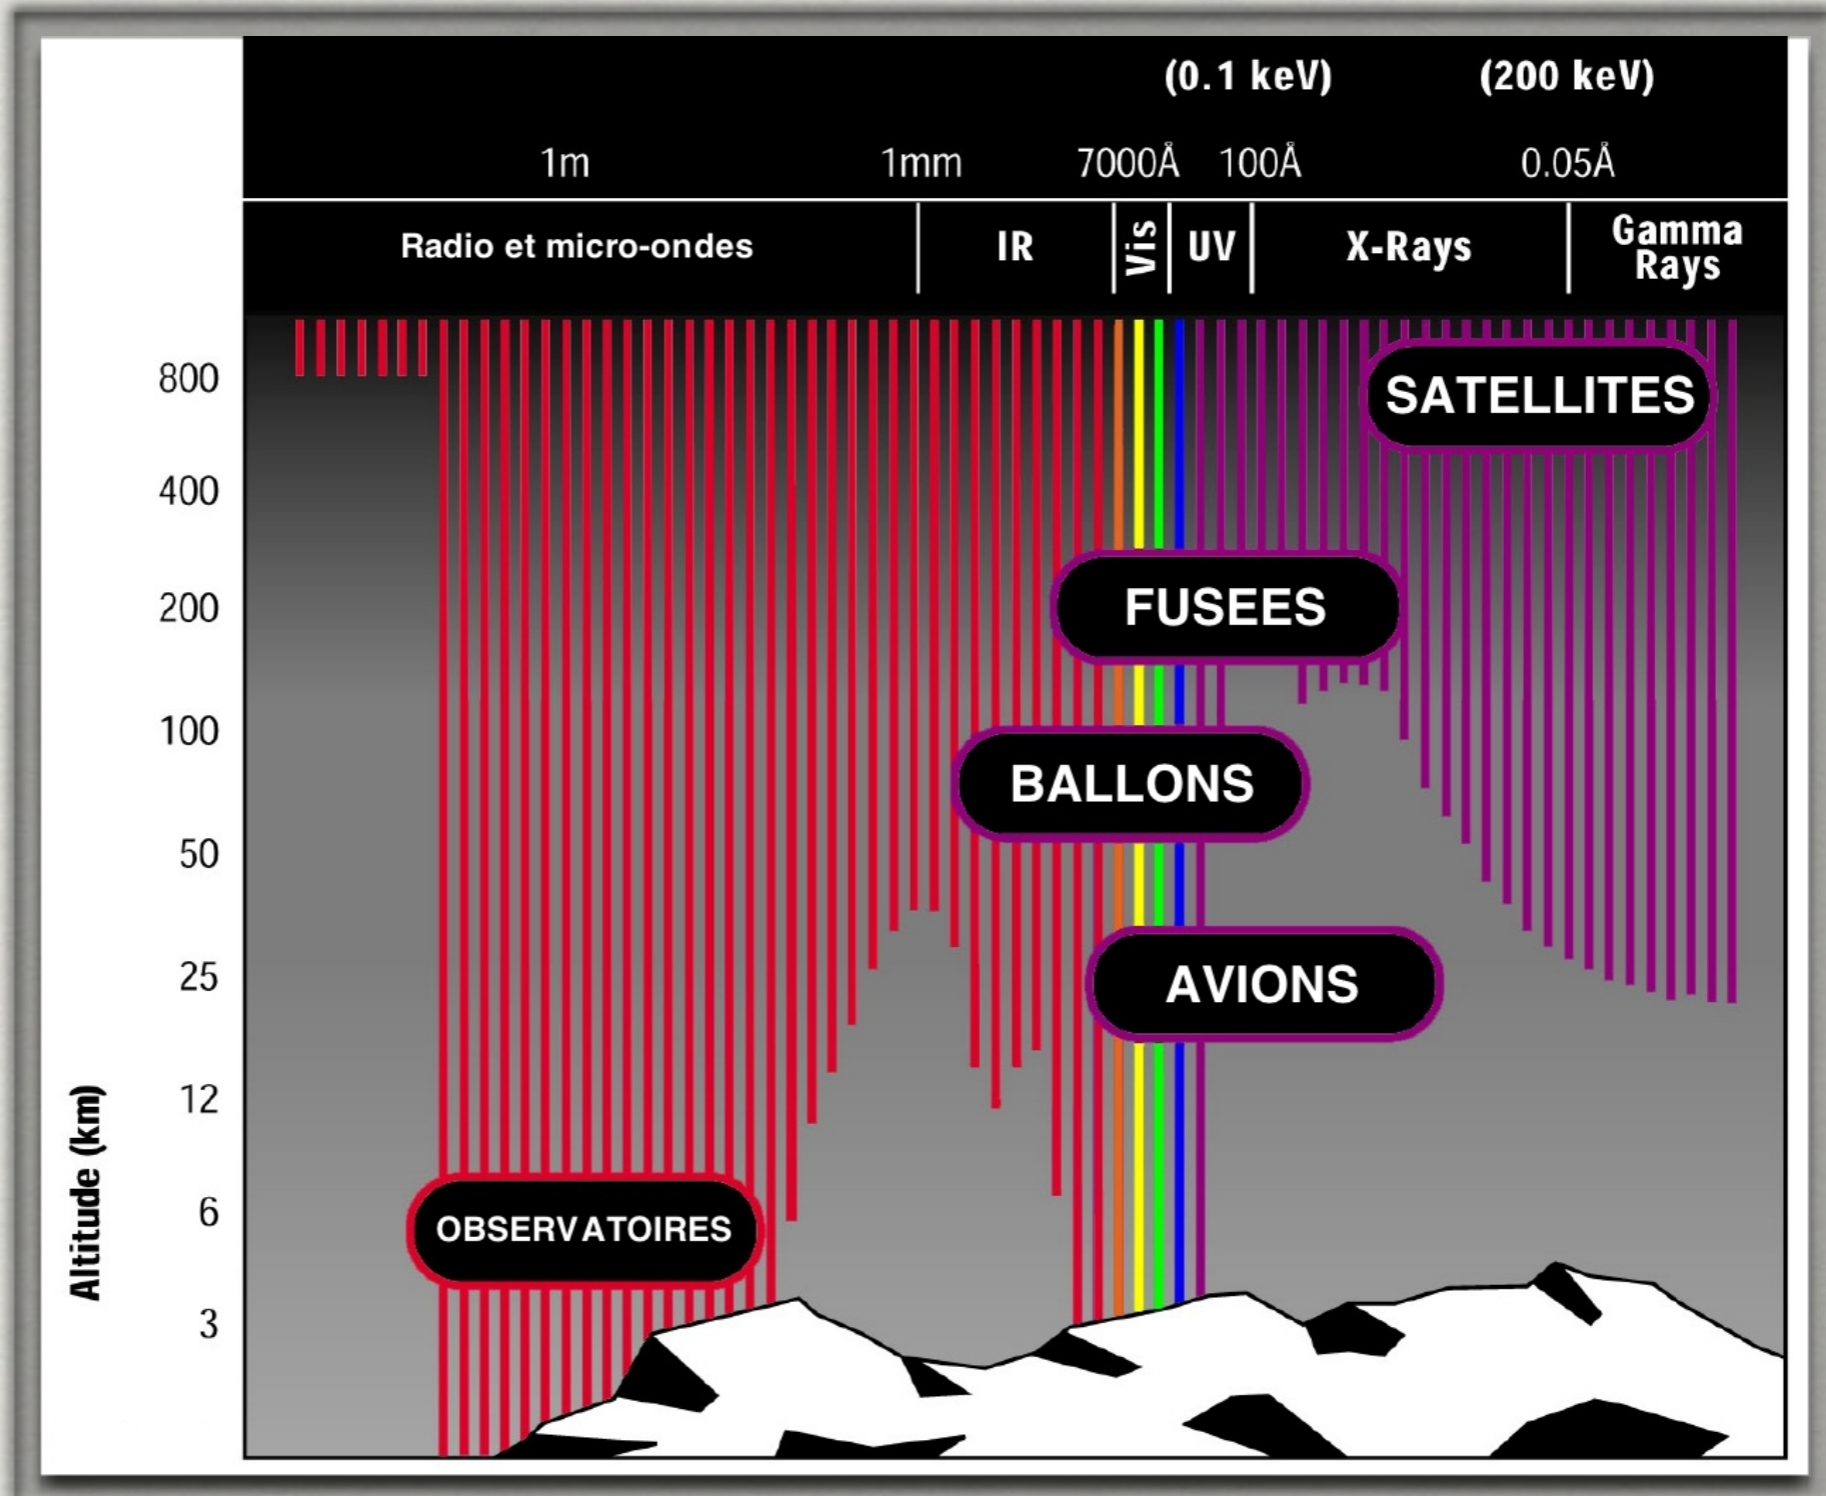 (0.1 keV) (200 keV)
1m 1mm 7000Å 100Å 0.05Å
Radio et micro-ondes IR Vis UV X-Rays Gamma
Rays
800
SATELLITES
400
200
FUSEES
100
BALLONS
50
25
AVIONS
12
6
OBSERVATOIRES
3
Altitude (km)